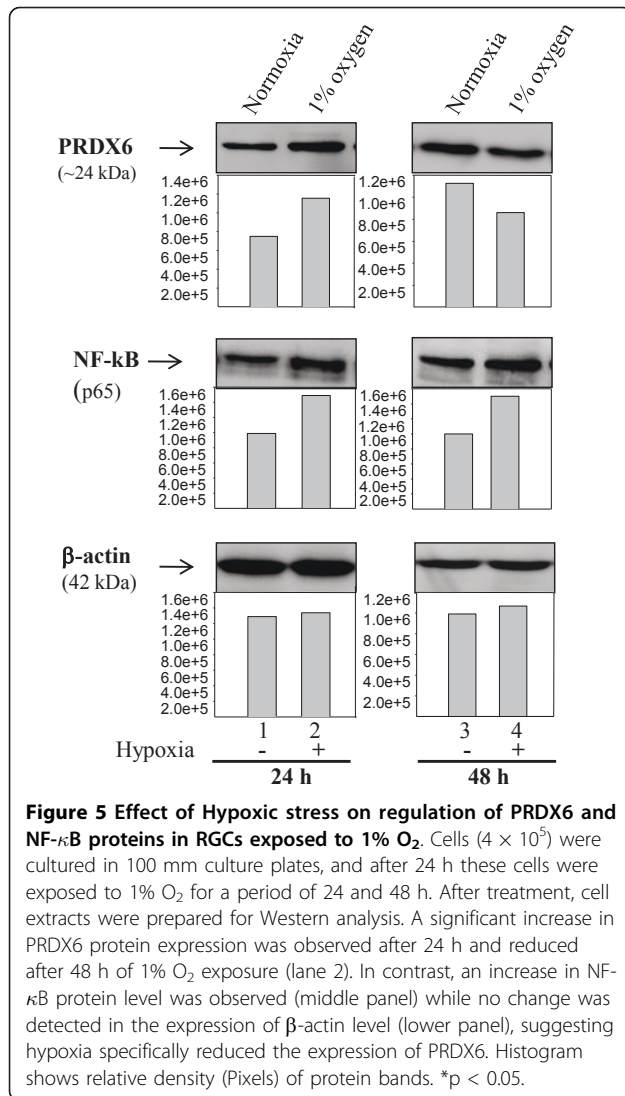 Normoxia 1% oxygen Normoxia 1% oxygen
PRDX6
(~24 kDa)
1.4e+6
1.2e+6
1.0e+6
8.0e+5
6.0e+5
4.0e+5
2.0e+5
1.2e+6
1.0e+6
8.0e+5
6.0e+5
4.0e+5
2.0e+5
NF-kB
(p65)
1.6e+6
1.4e+6
1.2e+6
1.0e+6
8.0e+5
6.0e+5
4.0e+5
2.0e+5
1.6e+6
1.4e+6
1.2e+6
1.0e+6
8.0e+5
6.0e+5
4.0e+5
2.0e+5
β-actin
(42 kDa)
1.6e+6
1.4e+6
1.2e+6
1.0e+6
8.0e+5
6.0e+5
4.0e+5
2.0e+5
1.2e+6
1.0e+6
8.0e+5
6.0e+5
4.0e+5
2.0e+5
1 2 3 4
Hypoxia - + - +
24 h 48 h
Figure 5 Effect of Hypoxic stress on regulation of PRDX6 and
NF-κB proteins in RGCs exposed to 1% O₂. Cells (4 × 10⁵) were
cultured in 100 mm culture plates, and after 24 h these cells were
exposed to 1% O₂ for a period of 24 and 48 h. After treatment, cell
extracts were prepared for Western analysis. A significant increase in
PRDX6 protein expression was observed after 24 h and reduced
after 48 h of 1% O₂ exposure (lane 2). In contrast, an increase in NF-
κB protein level was observed (middle panel) while no change was
detected in the expression of β-actin level (lower panel), suggesting
hypoxia specifically reduced the expression of PRDX6. Histogram
shows relative density (Pixels) of protein bands. *p < 0.05.